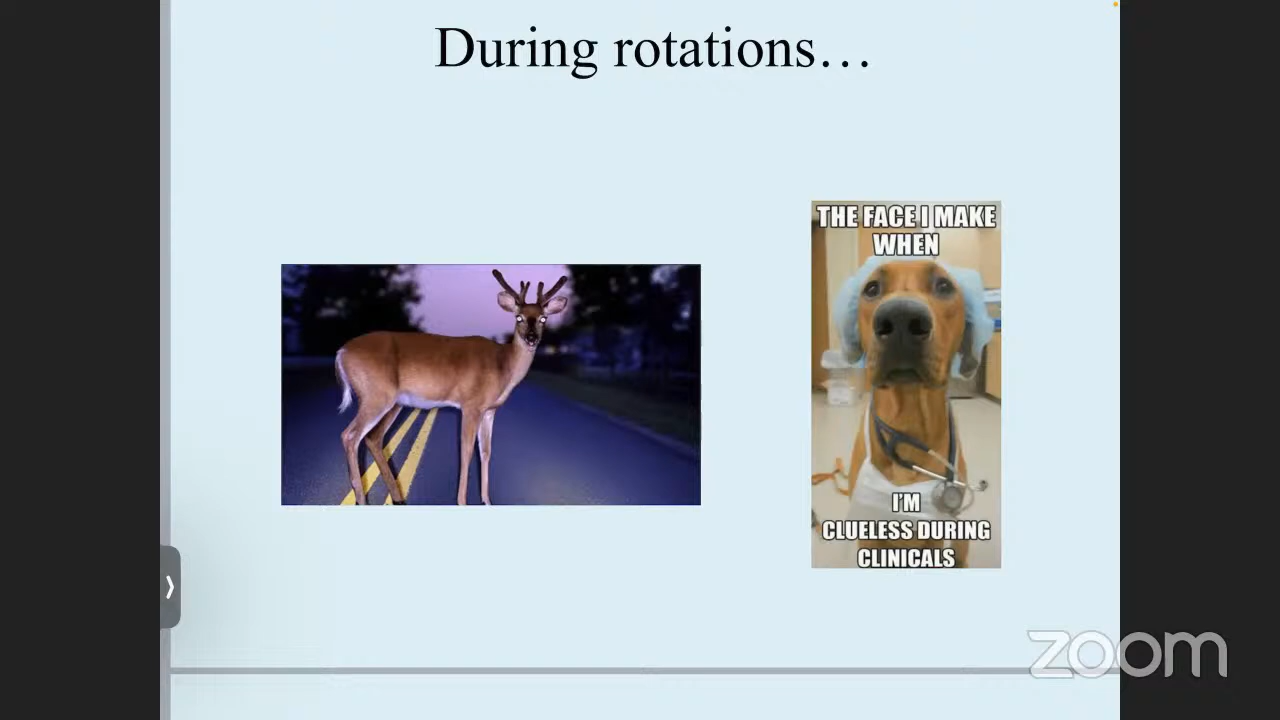 During rotations…
THE FACE I MAKE
WHEN
I'M
CLUELESS DURING
CLINICALS
zoom